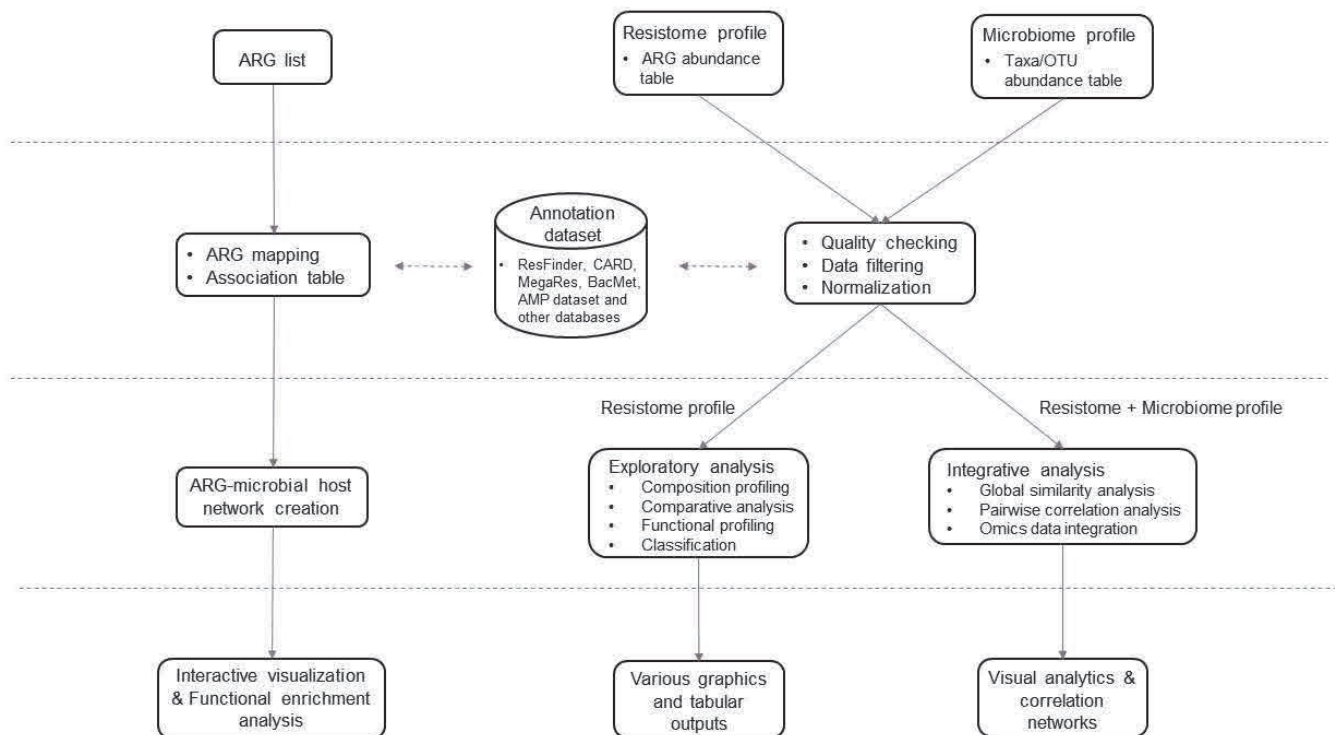 ARG list
Resistome profile
• ARG abundance
table
Microbiome profile
• Taxa/OTU
abundance table
• ARG mapping
• Association table
Annotation
dataset
• ResFinder, CARD,
MegaRes, BacMet,
AMP dataset and
other databases
• Quality checking
• Data filtering
• Normalization
Resistome profile
Resistome + Microbiome profile
ARG-microbial host
network creation
Exploratory analysis
• Composition profiling
• Comparative analysis
• Functional profiling
• Classification
Integrative analysis
• Global similarity analysis
• Pairwise correlation analysis
• Omics data integration
Interactive visualization
& Functional enrichment
analysis
Various graphics
and tabular
outputs
Visual analytics &
correlation
networks